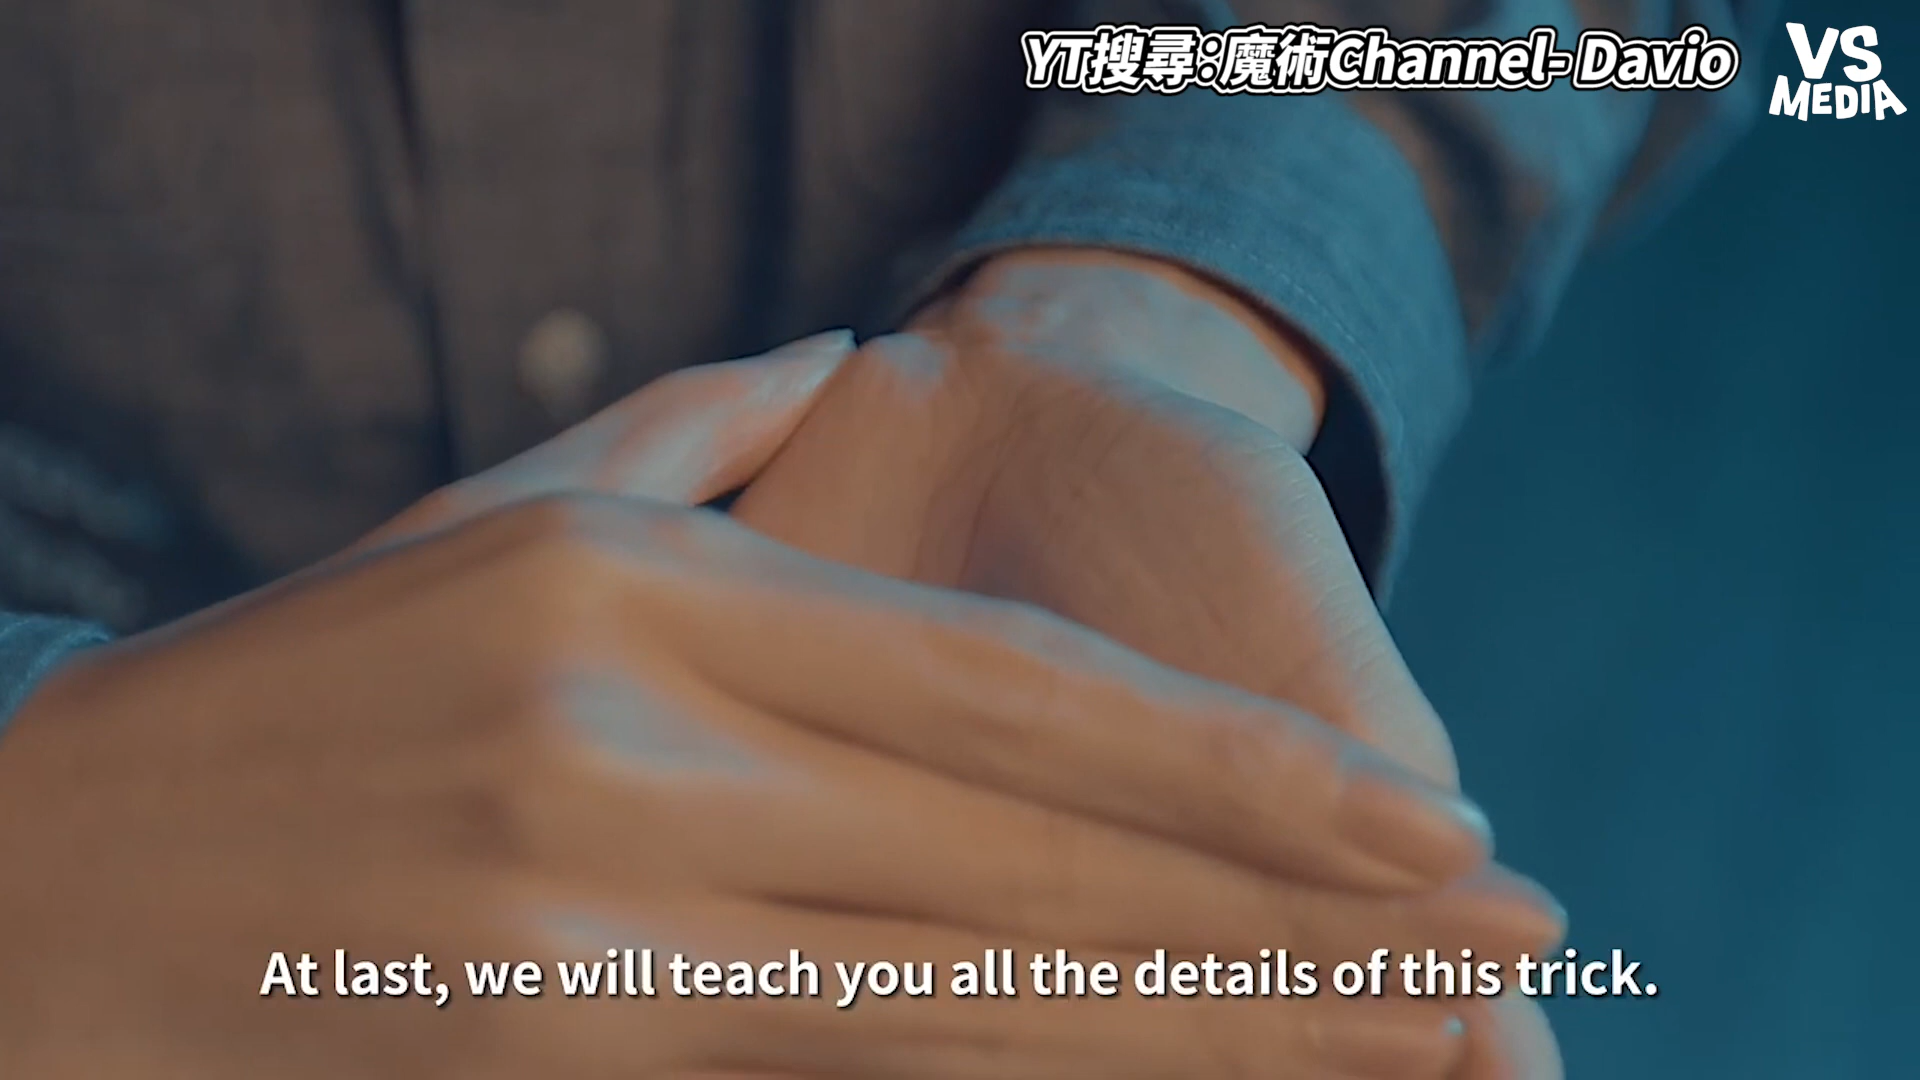 YT搜尋:魔術Channel- Davio
VS
MEDIA
At last, we will teach you all the details of this trick.